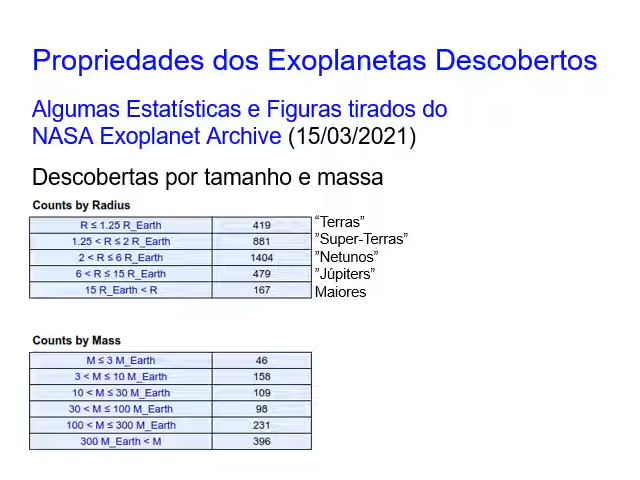 Propriedades dos Exoplanetas Descobertos
Algumas Estatísticas e Figuras tirados do
NASA Exoplanet Archive (15/03/2021)
Descobertas por tamanho e massa
Counts by Radius
R ≤ 1.25 R_Earth 419 “Terras”
1.25 < R ≤ 2 R_Earth 881 ”Super-Terras”
2 < R ≤ 6 R_Earth 1404 ”Netunos”
6 < R ≤ 15 R_Earth 479 ”Júpiters”
15 R_Earth < R 167 Maiores
Counts by Mass
M ≤ 3 M_Earth 46
3 < M ≤ 10 M_Earth 158
10 < M ≤ 30 M_Earth 109
30 < M ≤ 100 M_Earth 98
100 < M ≤ 300 M_Earth 231
300 M_Earth < M 396